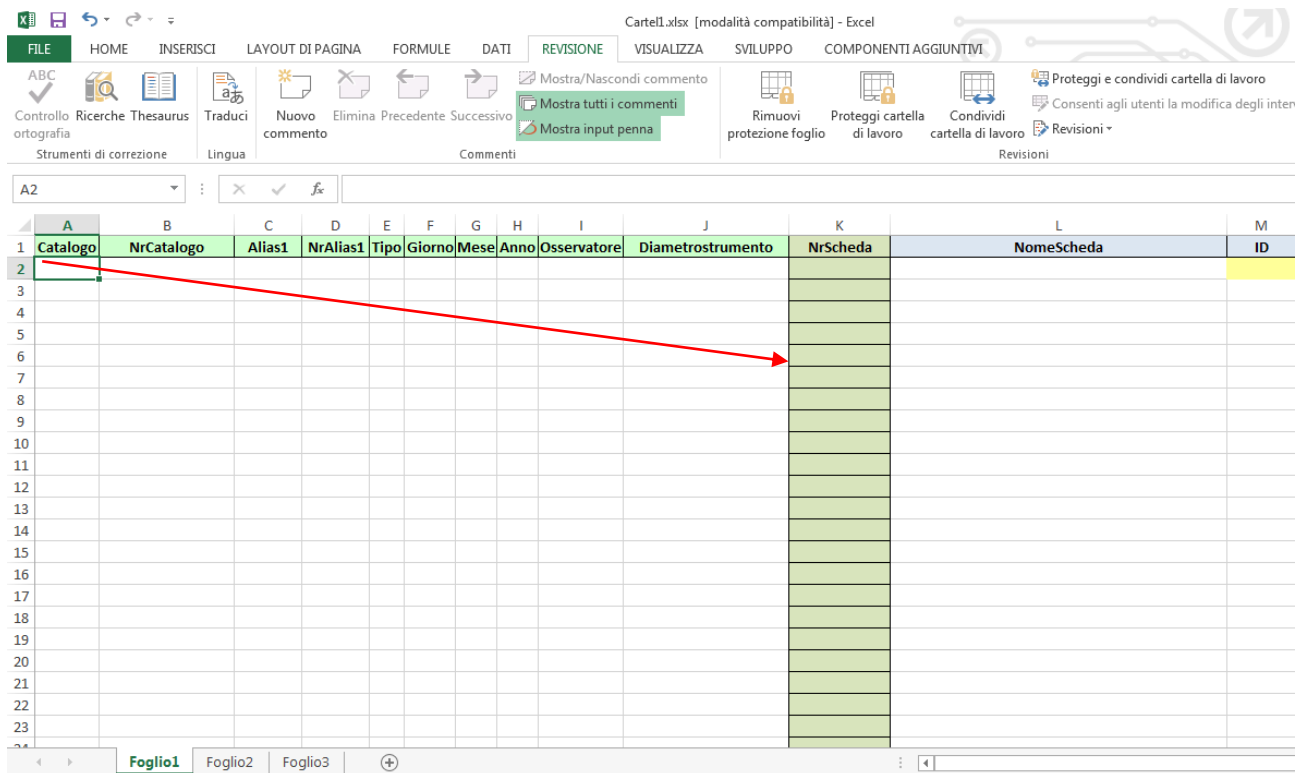 Cartel1.xlsx [modalità compatibilità] - Excel
FILE HOME INSERISCI LAYOUT DI PAGINA FORMULE DATI REVISIONE VISUALIZZA SVILUPPO COMPONENTI AGGIUNTIVI
ABC
Controllo ortografia
Ricerche
Thesaurus
Strumenti di correzione
Traduci
Lingua
Nuovo commento
Elimina
Precedente
Successivo
Mostra/Nascondi commento
Mostra tutti i commenti
Mostra input penna
Commenti
Rimuovi protezione foglio
Proteggi cartella di lavoro
Condividi cartella di lavoro
Proteggi e condividi cartella di lavoro
Consenti agli utenti la modifica degli inter
Revisioni
Revisioni
A2 fx
A B C D E F G H I J K L M
1 Catalogo NrCatalogo Alias1 NrAlias1 Tipo Giorno Mese Anno Osservatore Diametrostrumento NrScheda NomeScheda ID
2
3
4
5
6
7
8
9
10
11
12
13
14
15
16
17
18
19
20
21
22
23
Foglio1 Foglio2 Foglio3